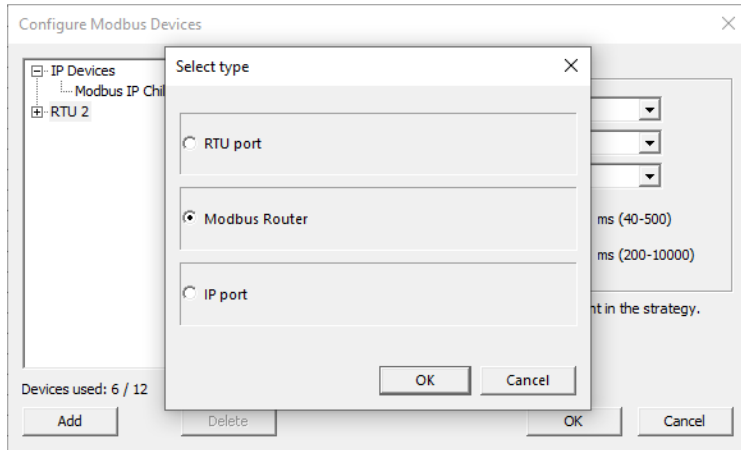 Configure Modbus Devices
Select type
IP Devices
Modbus IP Chil
RTU 2
RTU port
Modbus Router
IP port
ms (40-500)
ms (200-10000)
nt in the strategy.
OK
Cancel
Devices used: 6 / 12
Add
Delete
OK
Cancel